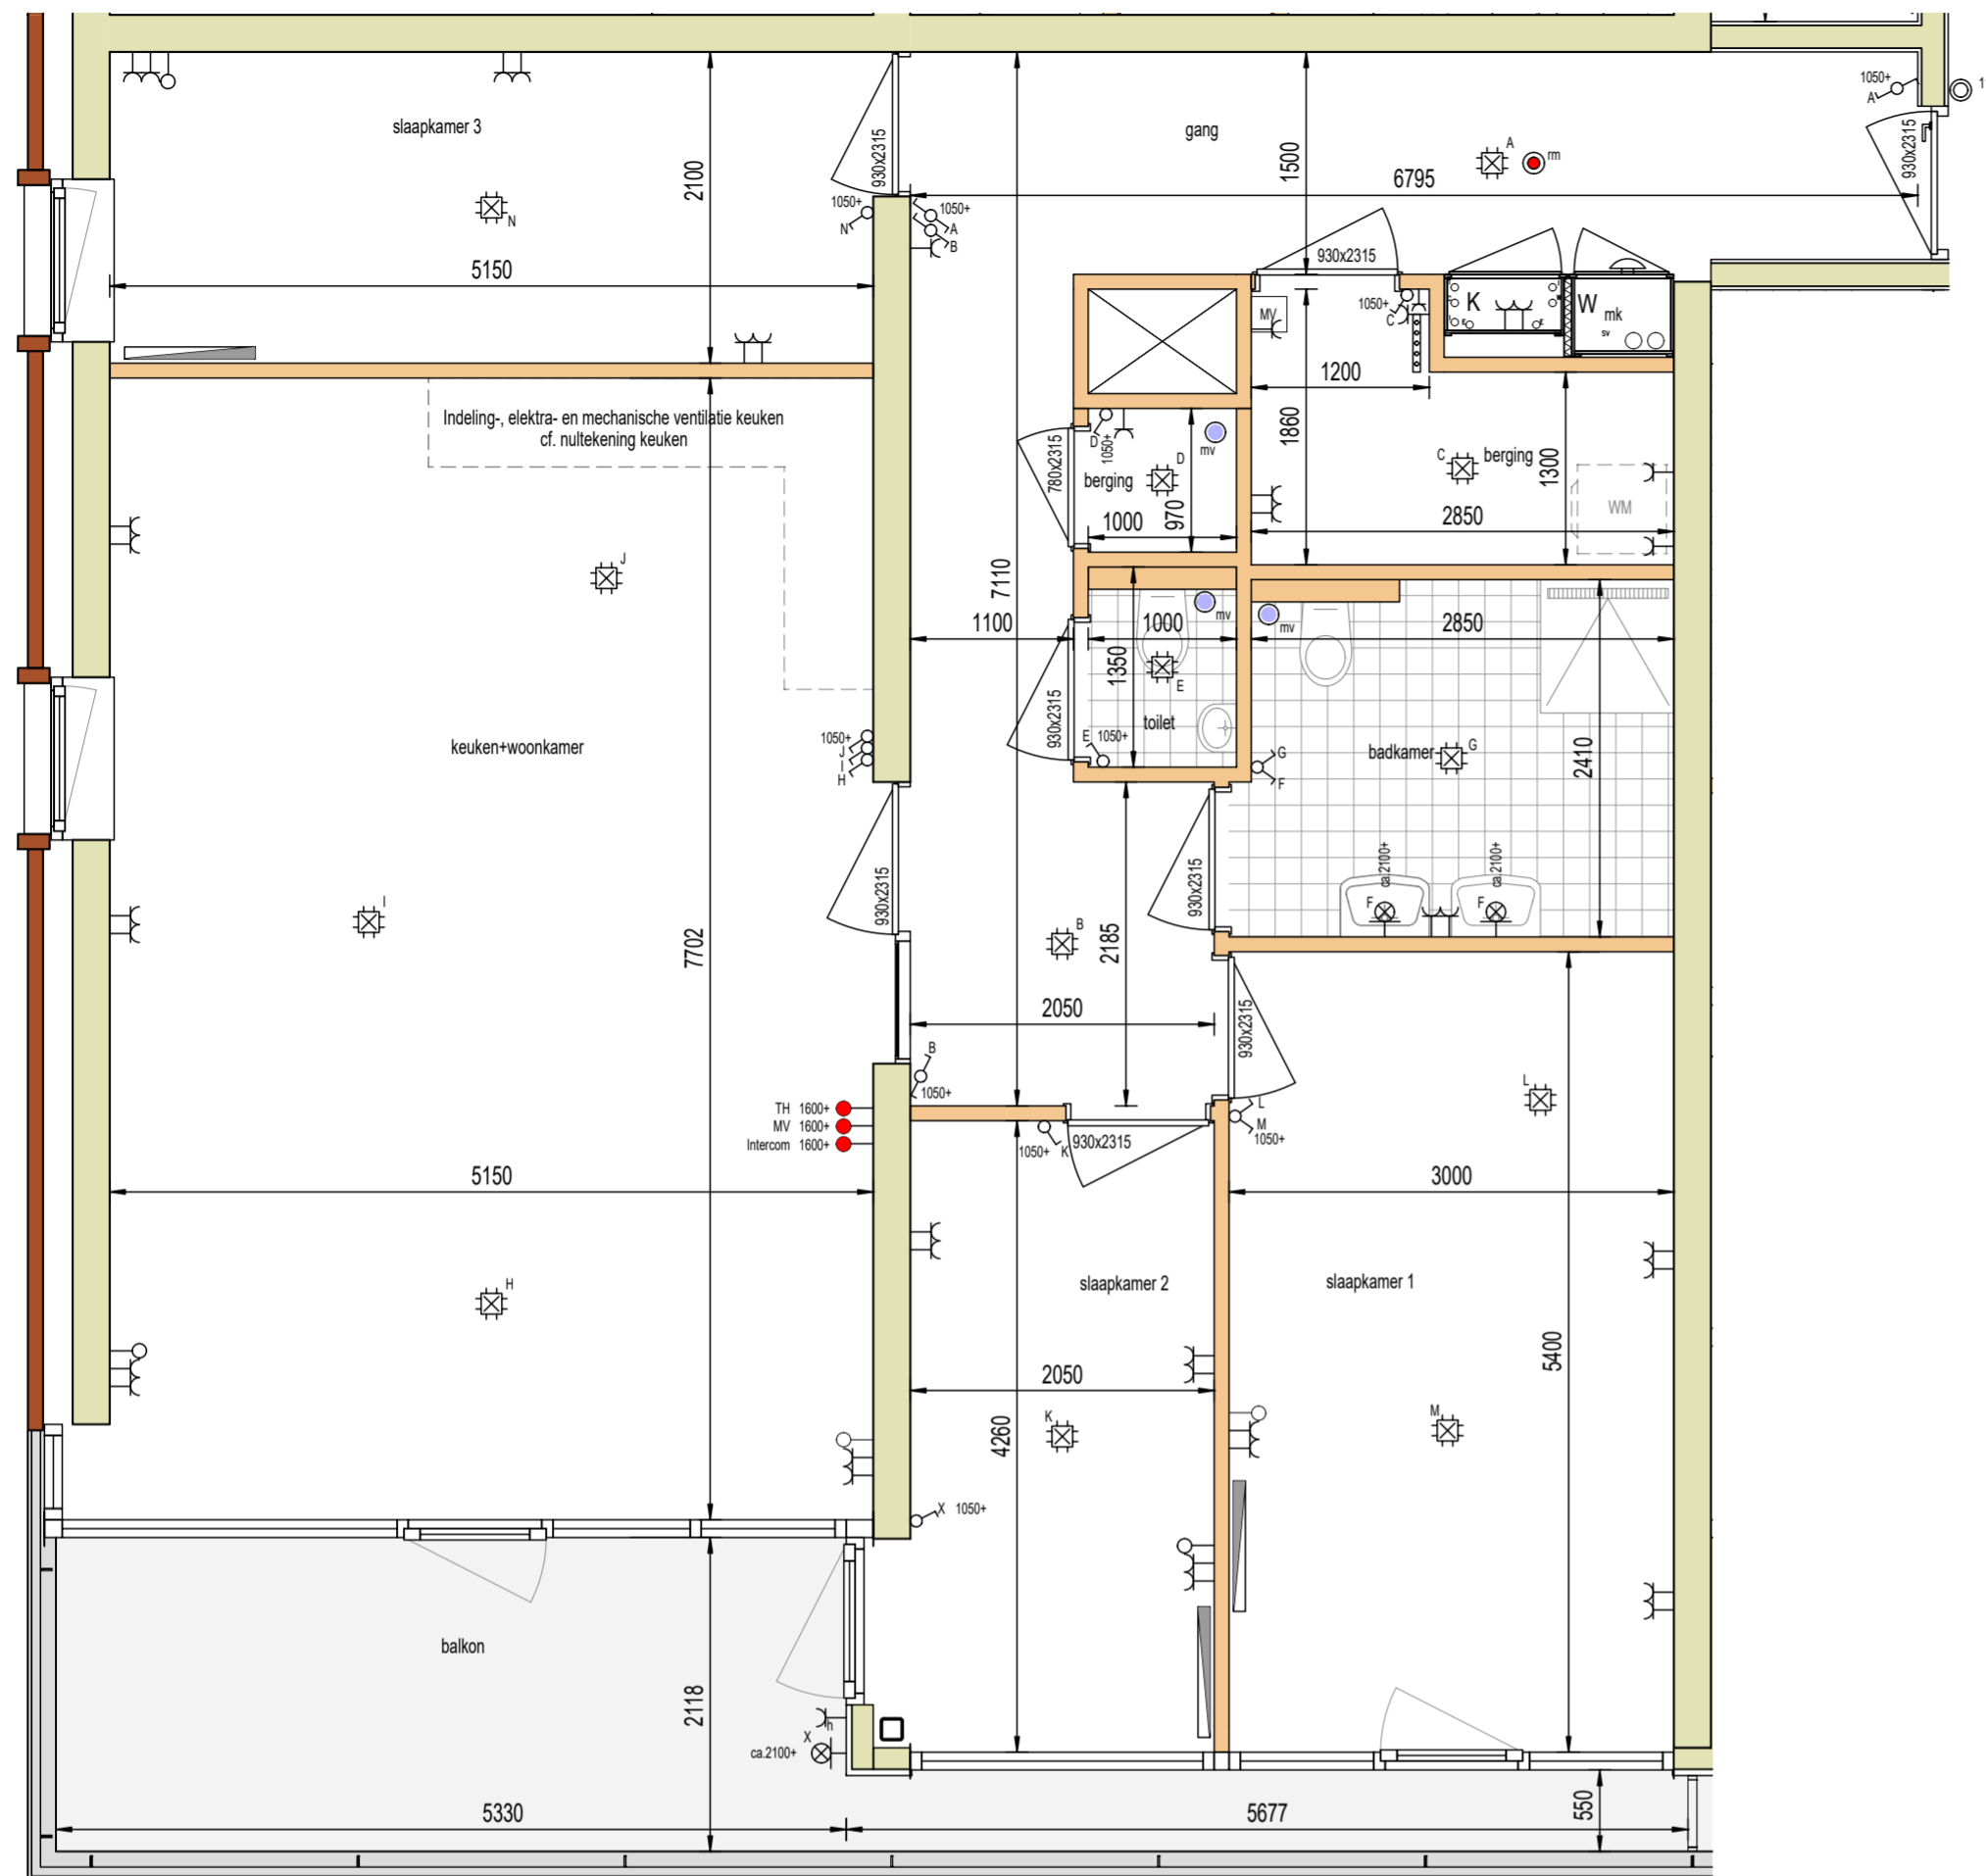 slaapkamer 3
2100
930x2315
1050+
N
N
5150
gang
1500
6795
A
rm
1050+
A
1
930x2315
1050+
A
B
930x2315
MV
1050+
C
K
W
mk
sv
1200
1860
1300
C
berging
WM
2850
Indeling-, elektra- en mechanische ventilatie keuken
cf. nultekening keuken
D
1050+
mv
D
780x2315
berging
1000
970
J
7110
1100
1000
mv
1350
E
930x2315
toilet
E 1050+
mv
2850
badkamer
G
2410
G
F
keuken+woonkamer
1050+
J
I
H
930x2315
I
7702
B
2185
930x2315
ca.2100+
F
ca.2100+
F
2050
930x2315
B
1050+
TH 1600+
MV 1600+
Intercom 1600+
1050+ K
930x2315
L
M
1050+
L
5150
3000
H
slaapkamer 2
slaapkamer 1
5400
2050
K
4260
M
X 1050+
balkon
2118
h
X
ca.2100+
5330
5677
550